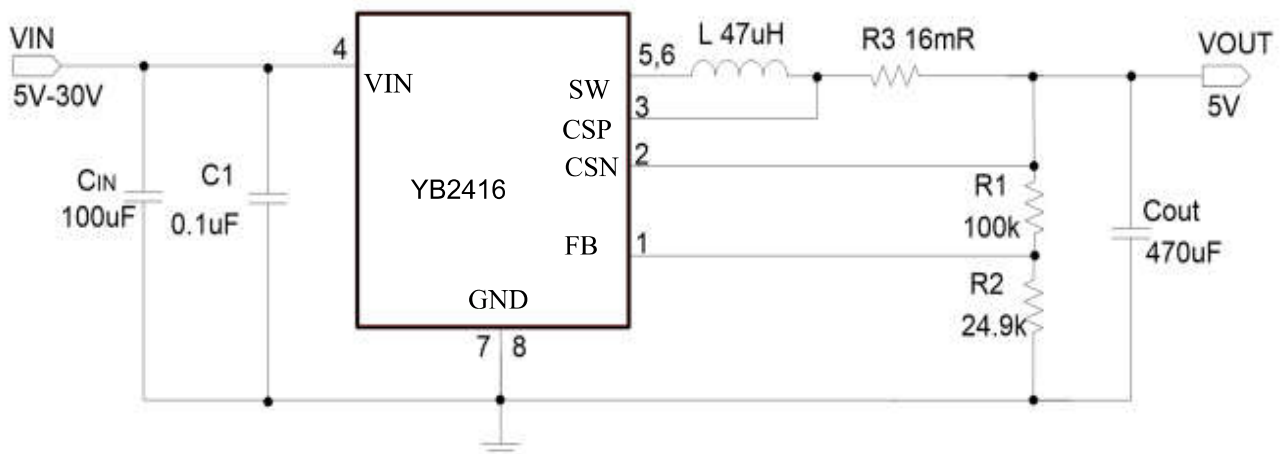 VIN
5V-30V
CIN
100uF
C1
0.1uF
4
VIN
YB2416
GND
7 8
SW
CSP
CSN
FB
5,6
3
2
1
L 47uH
R3 16mR
R1
100k
R2
24.9k
Cout
470uF
VOUT
5V